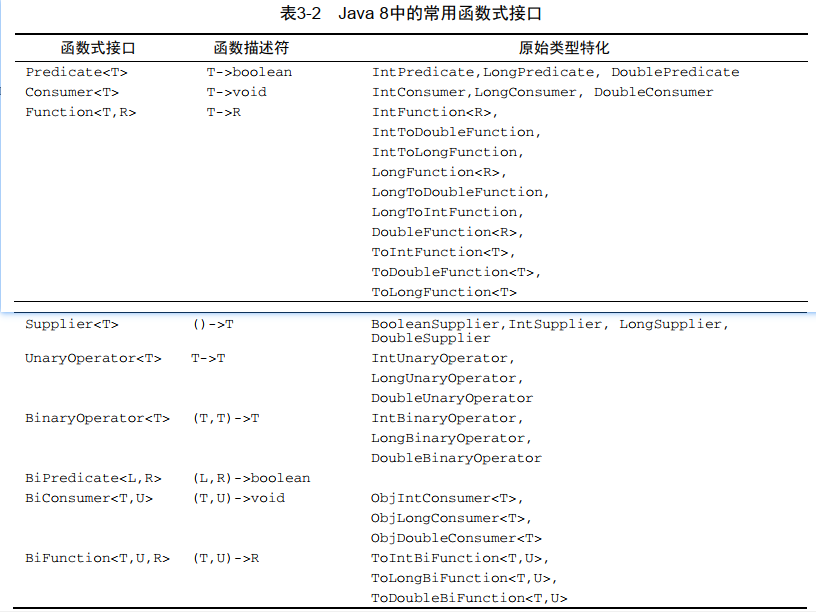 表3-2 Java 8中的常用函数式接口
函数式接口 函数描述符 原始类型特化
Predicate<T> T->boolean IntPredicate,LongPredicate, DoublePredicate
Consumer<T> T->void IntConsumer,LongConsumer, DoubleConsumer
Function<T,R> T->R IntFunction<R>,
IntToDoubleFunction,
IntToLongFunction,
LongFunction<R>,
LongToDoubleFunction,
LongToIntFunction,
DoubleFunction<R>,
ToIntFunction<T>,
ToDoubleFunction<T>,
ToLongFunction<T>
Supplier<T> ()->T BooleanSupplier,IntSupplier, LongSupplier,
DoubleSupplier
UnaryOperator<T> T->T IntUnaryOperator,
LongUnaryOperator,
DoubleUnaryOperator
BinaryOperator<T> (T,T)->T IntBinaryOperator,
LongBinaryOperator,
DoubleBinaryOperator
BiPredicate<L,R> (L,R)->boolean
BiConsumer<T,U> (T,U)->void ObjIntConsumer<T>,
ObjLongConsumer<T>,
ObjDoubleConsumer<T>
BiFunction<T,U,R> (T,U)->R ToIntBiFunction<T,U>,
ToLongBiFunction<T,U>,
ToDoubleBiFunction<T,U>